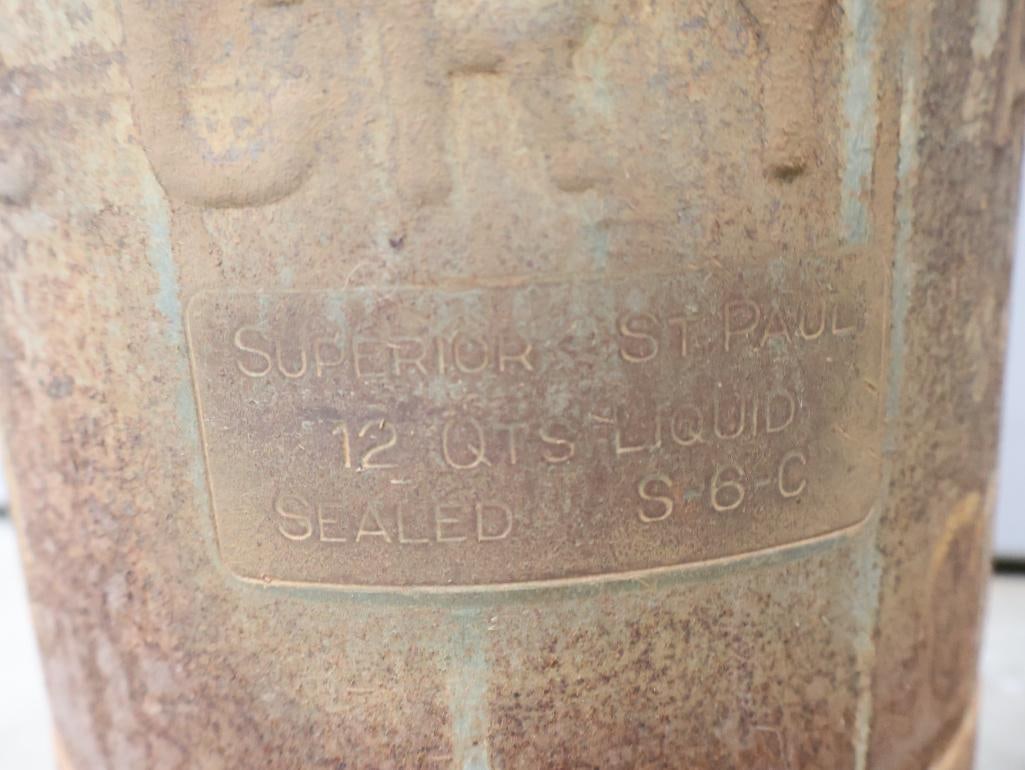 SUPERIOR ST PAUL
12 QTS LIQUID
SEALED S-6-C